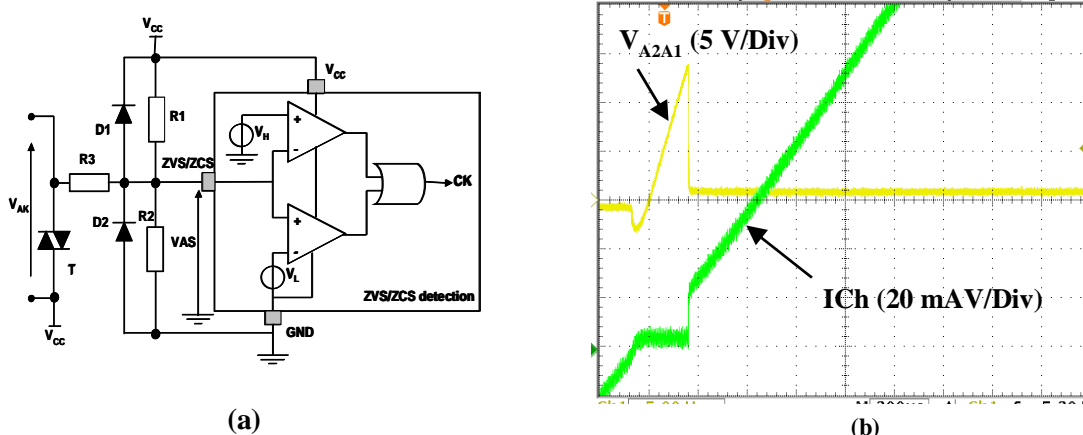 Vcc
Vcc
D1
R1
VH
+
-
R3
ZVS/ZCS
CK
VAK
D2
R2
VAS
+
-
VL
T
ZVS/ZCS detection
Vcc
GND
(a)
T
VA2A1 (5 V/Div)
ICh (20 mAV/Div)
(b)